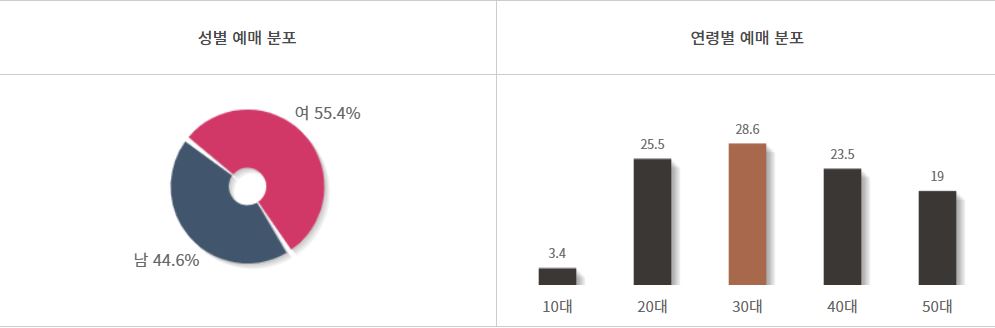 성별 예매 분포
여 55.4%
남 44.6%
연령별 예매 분포
3.4
25.5
28.6
23.5
19
10대
20대
30대
40대
50대